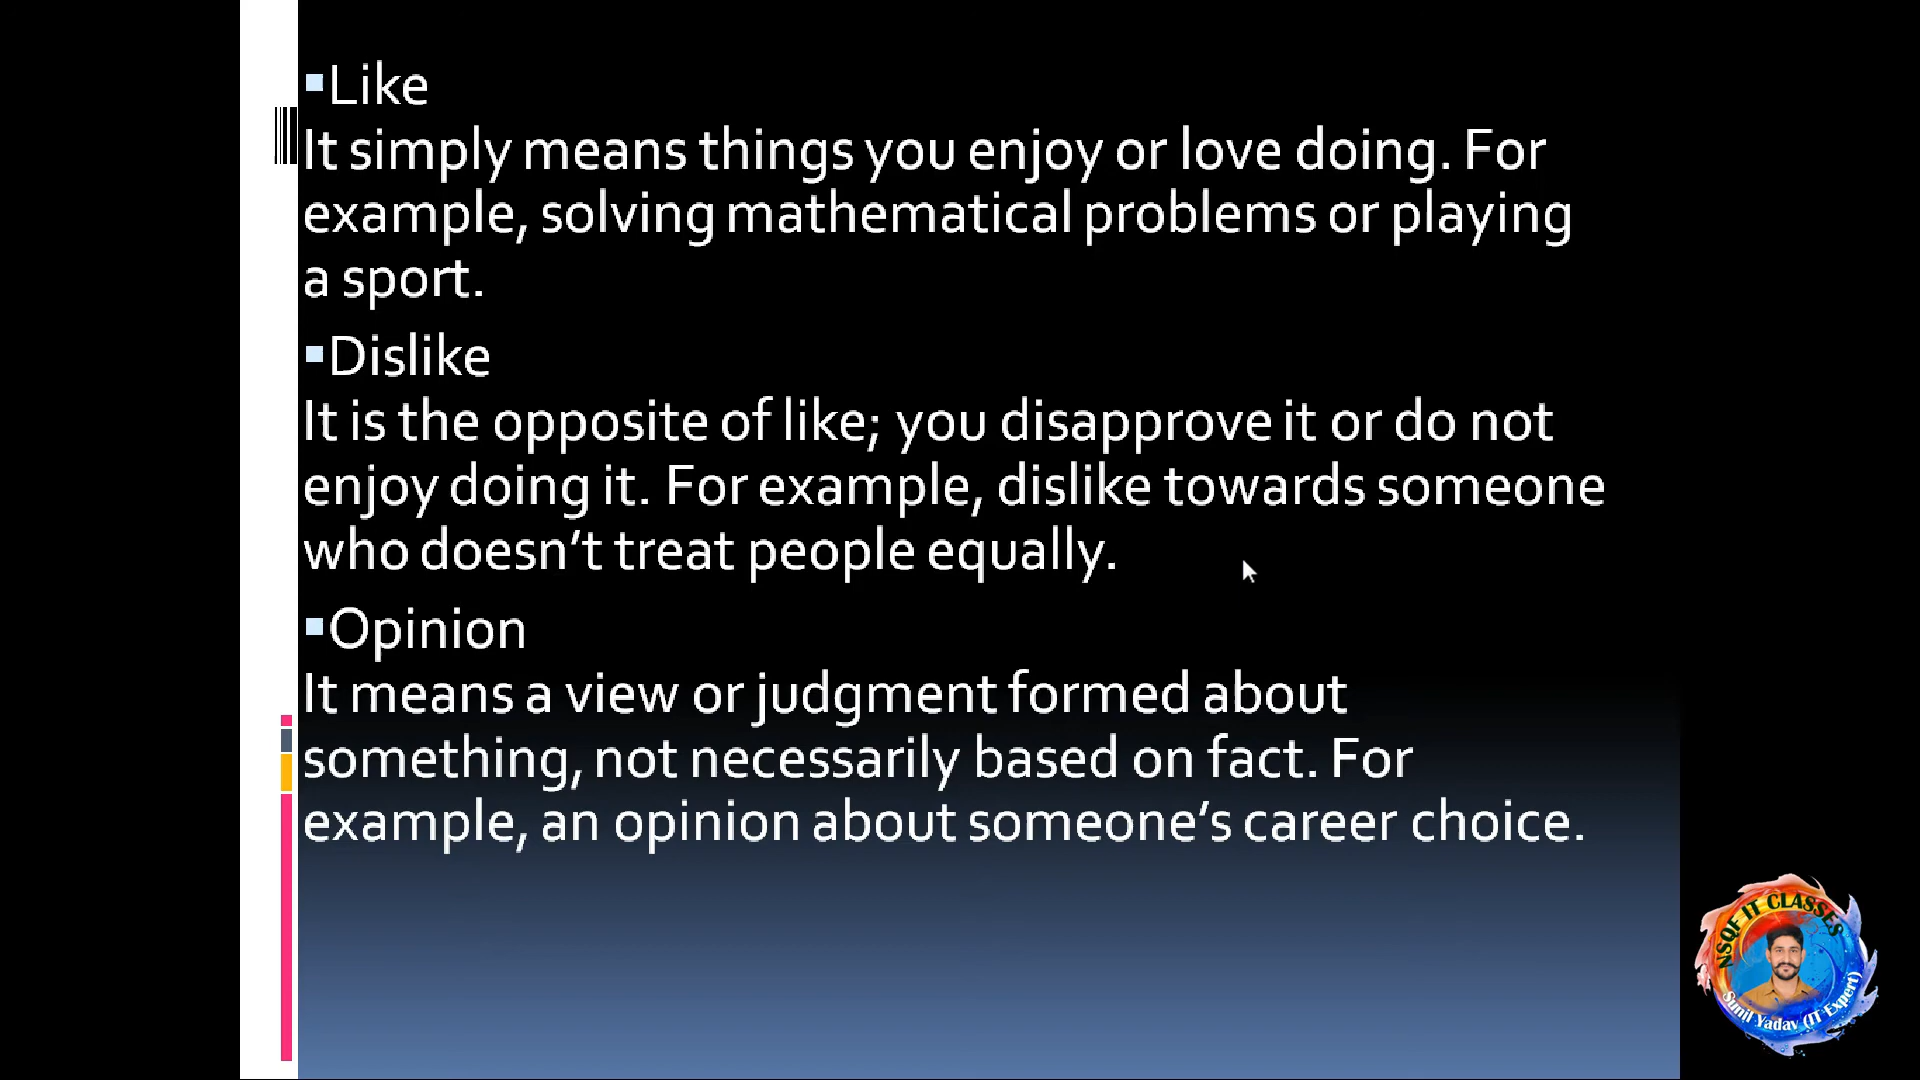 ▪Like
It simply means things you enjoy or love doing. For
example, solving mathematical problems or playing
a sport.
▪Dislike
It is the opposite of like; you disapprove it or do not
enjoy doing it. For example, dislike towards someone
who doesn’t treat people equally.
▪Opinion
It means a view or judgment formed about
something, not necessarily based on fact. For
example, an opinion about someone’s career choice.
NSQF IT CLASSES
Sunil Yadav (IT Expert)